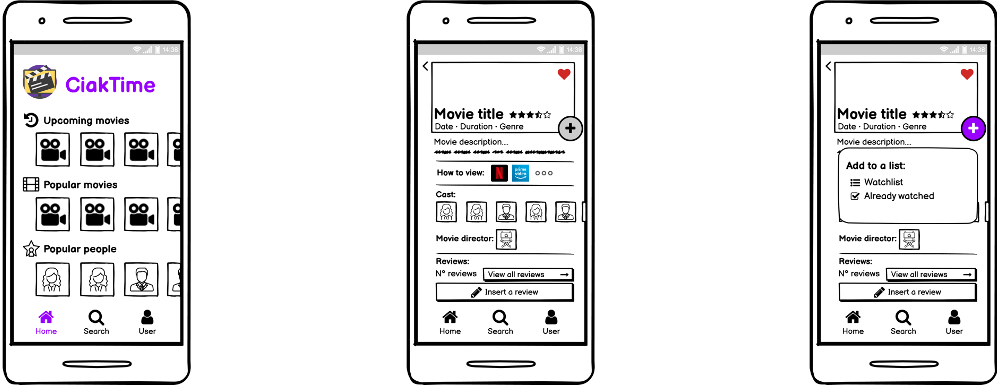 14:38
CiakTime
Upcoming movies
Popular movies
Popular people
Home
Search
User
14:38
Movie title
Date · Duration · Genre
Movie description...
How to view:
N
prime video
Cast:
Movie director:
Reviews:
N° reviews
View all reviews
Insert a review
Home
Search
User
14:38
Movie title
Date · Duration · Genre
Movie description...
Add to a list:
Watchlist
Already watched
Movie director:
Reviews:
N° reviews
View all reviews
Insert a review
Home
Search
User